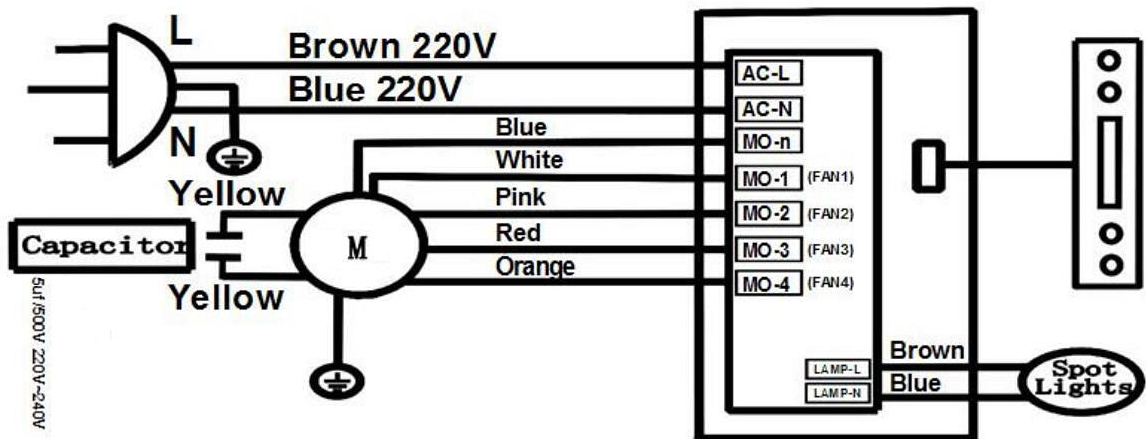 L
Brown 220V
Blue 220V
N
Yellow
Capacitor
Yellow
5uf/500V 220V~240V
M
Blue
White
Pink
Red
Orange
AC-L
AC-N
MO-n
MO-1 (FAN1)
MO-2 (FAN2)
MO-3 (FAN3)
MO-4 (FAN4)
LAMP-L
LAMP-N
Brown
Blue
Spot
Lights